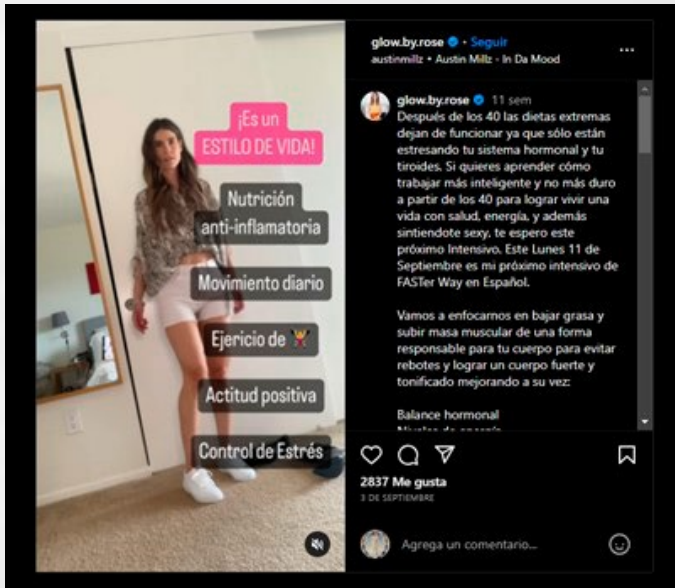 ¡Es un
ESTILO DE VIDA!
Nutrición
anti-inflamatoria
Movimiento diario
Ejericio de 🏋️‍♀️
Actitud positiva
Control de Estrés
glow.by.rose • Seguir
austinmillz • Austin Millz - In Da Mood
glow.by.rose 11 sem
Después de los 40 las dietas extremas
dejan de funcionar ya que sólo están
estresando tu sistema hormonal y tu
tiroides. Si quieres aprender cómo
trabajar más inteligente y no más duro
a partir de los 40 para lograr vivir una
vida con salud, energía, y además
sintiendote sexy, te espero este
próximo Intensivo. Este Lunes 11 de
Septiembre es mi próximo intensivo de
FASTer Way en Español.
Vamos a enfocarnos en bajar grasa y
subir masa muscular de una forma
responsable para tu cuerpo para evitar
rebotes y lograr un cuerpo fuerte y
tonificado mejorando a su vez:
Balance hormonal
2837 Me gusta
3 DE SEPTIEMBRE
Agrega un comentario...